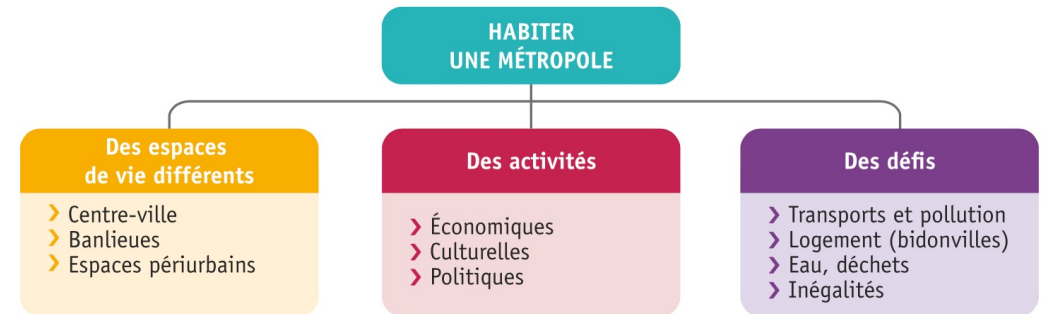 HABITER
UNE MÉTROPOLE
Des espaces
de vie différents
❯ Centre-ville
❯ Banlieues
❯ Espaces périurbains
Des activités
❯ Économiques
❯ Culturelles
❯ Politiques
Des défis
❯ Transports et pollution
❯ Logement (bidonvilles)
❯ Eau, déchets
❯ Inégalités